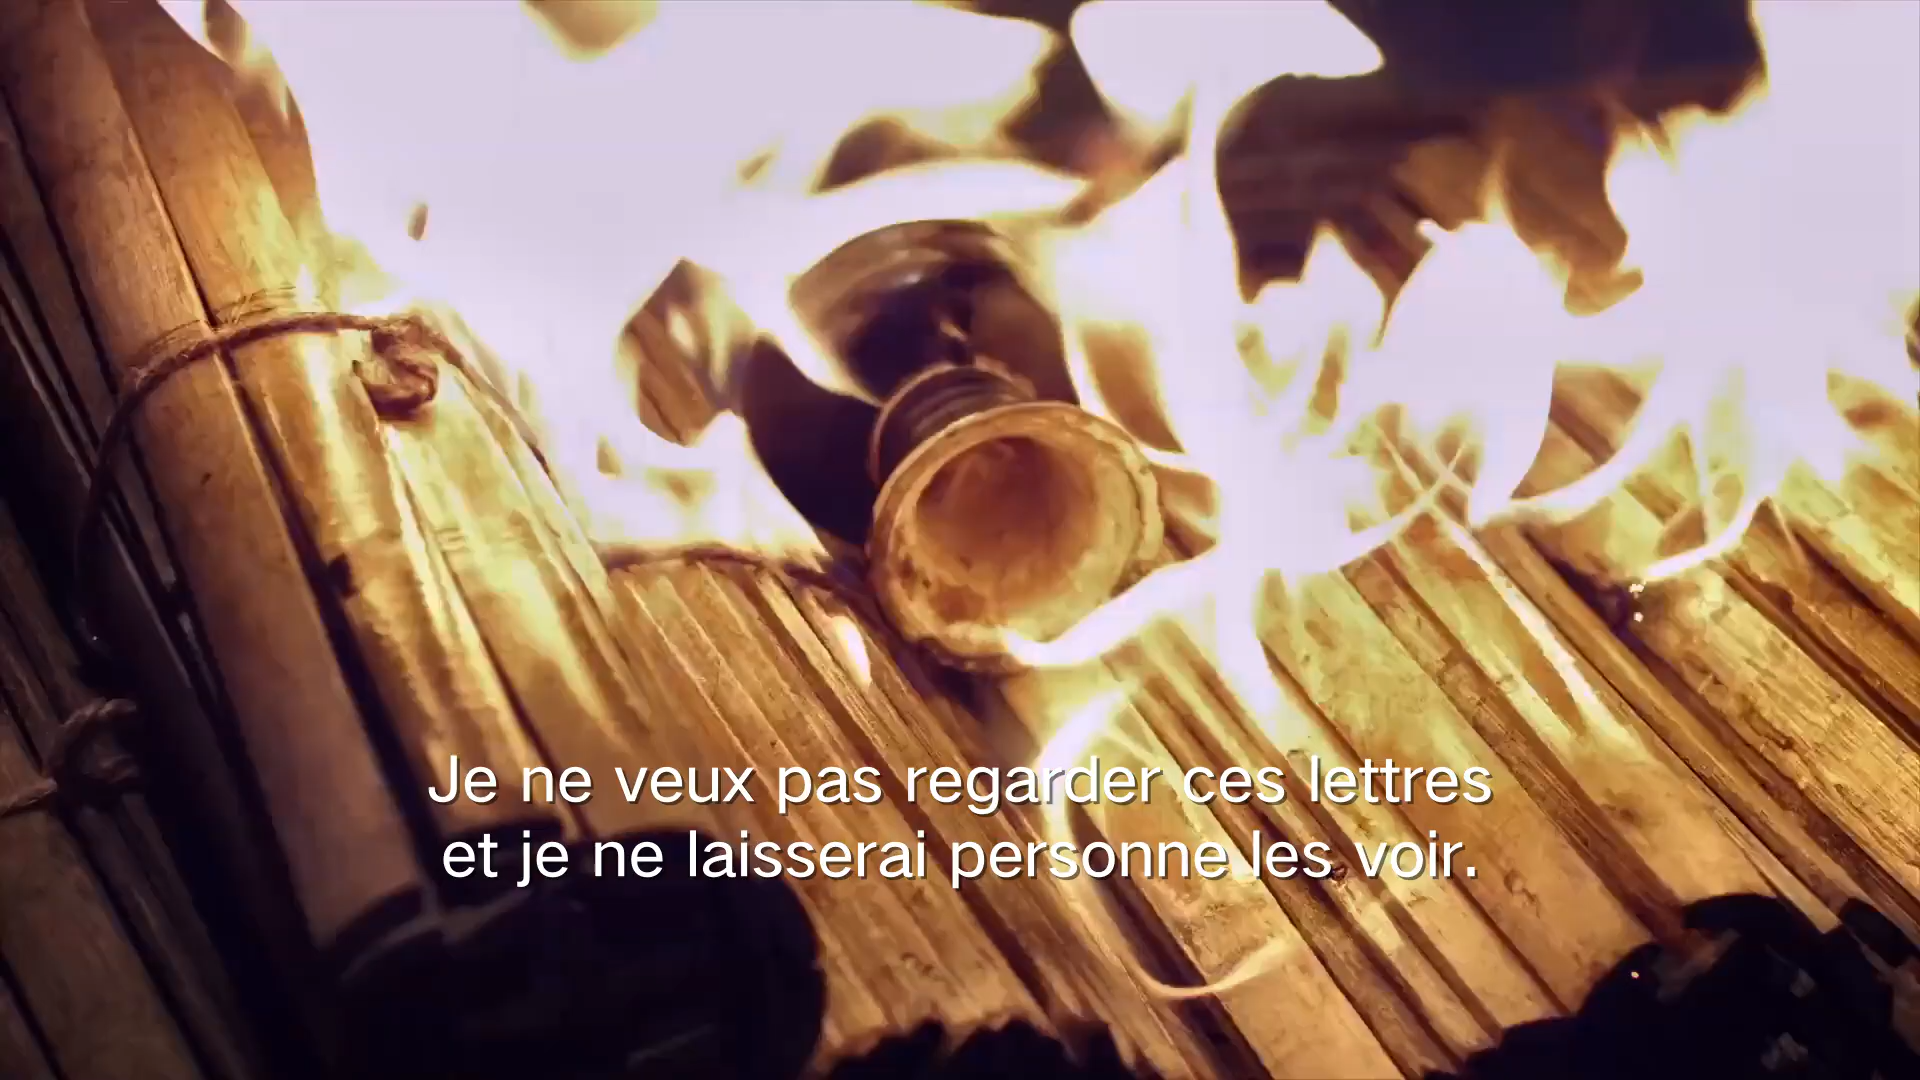 Je ne veux pas regarder ces lettres
et je ne laisserai personne les voir.